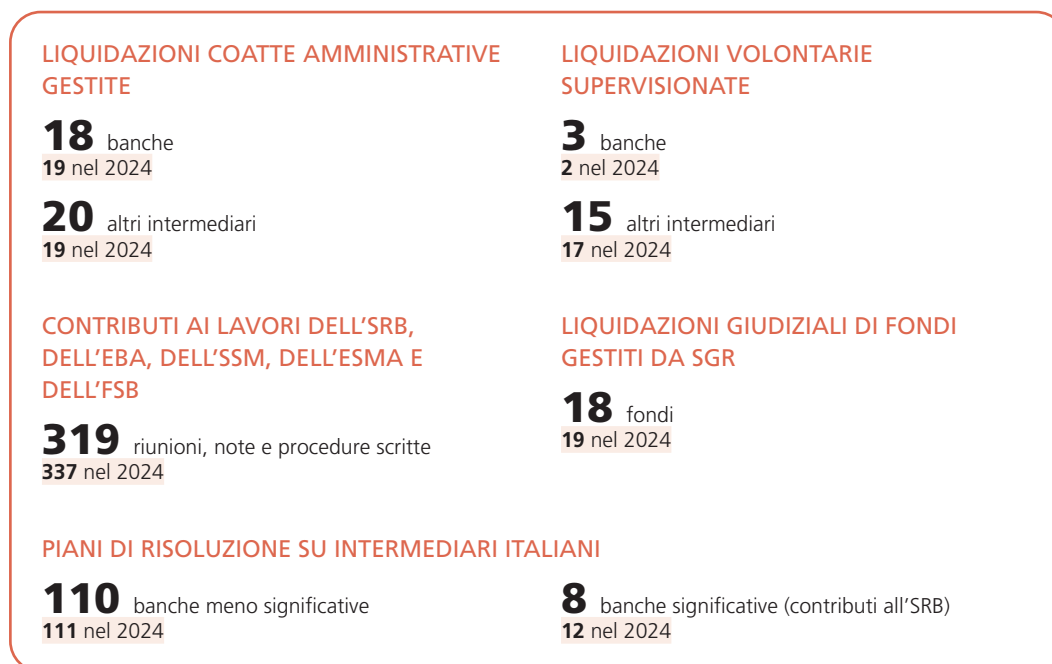 LIQUIDAZIONI COATTE AMMINISTRATIVE
GESTITE
18 banche
19 nel 2024
20 altri intermediari
19 nel 2024
LIQUIDAZIONI VOLONTARIE
SUPERVISIONATE
3 banche
2 nel 2024
15 altri intermediari
17 nel 2024
CONTRIBUTI AI LAVORI DELL'SRB,
DELL'EBA, DELL'SSM, DELL'ESMA E
DELL'FSB
319 riunioni, note e procedure scritte
337 nel 2024
LIQUIDAZIONI GIUDIZIALI DI FONDI
GESTITI DA SGR
18 fondi
19 nel 2024
PIANI DI RISOLUZIONE SU INTERMEDIARI ITALIANI
110 banche meno significative
111 nel 2024
8 banche significative (contributi all'SRB)
12 nel 2024